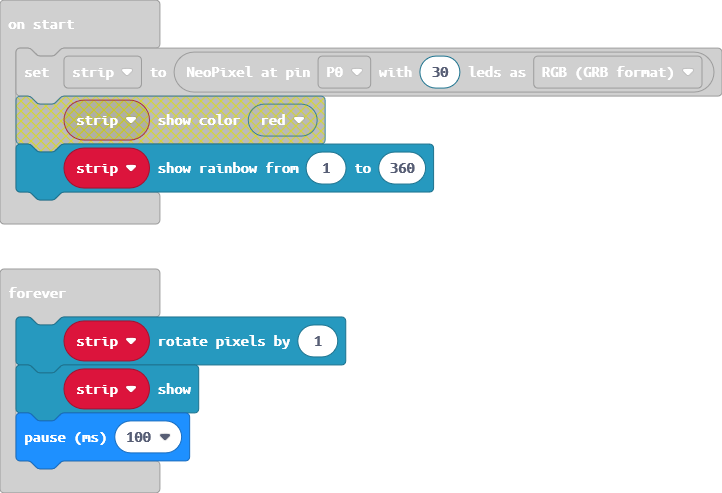 on start
set strip to NeoPixel at pin P0 with 30 leds as RGB (GRB format)
strip show color red
strip show rainbow from 1 to 360
forever
strip rotate pixels by 1
strip show
pause (ms) 100